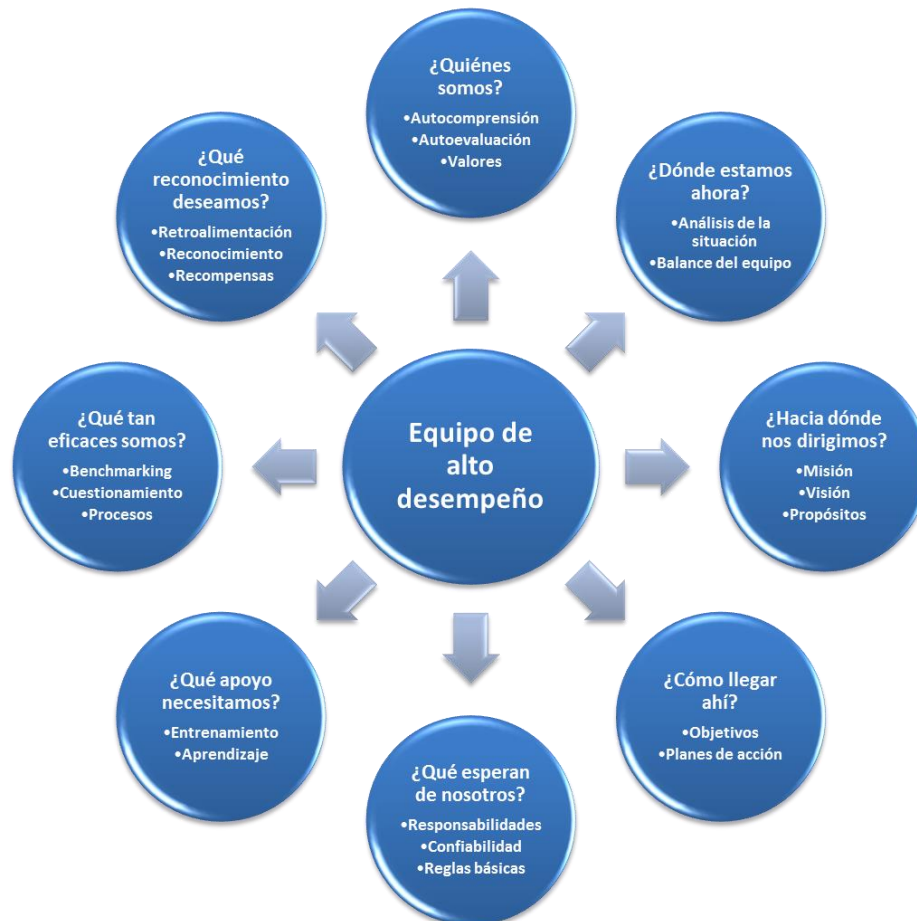 ¿Quiénes
somos?
•Autocomprensión
•Autoevaluación
•Valores
¿Dónde estamos
ahora?
•Análisis de la
situación
•Balance del equipo
¿Hacia dónde
nos dirigimos?
•Misión
•Visión
•Propósitos
¿Cómo llegar
ahí?
•Objetivos
•Planes de acción
¿Qué esperan
de nosotros?
•Responsabilidades
•Confiabilidad
•Reglas básicas
¿Qué apoyo
necesitamos?
•Entrenamiento
•Aprendizaje
¿Qué tan
eficaces somos?
•Benchmarking
•Cuestionamiento
•Procesos
¿Qué
reconocimiento
deseamos?
•Retroalimentación
•Reconocimiento
•Recompensas
Equipo de
alto
desempeño